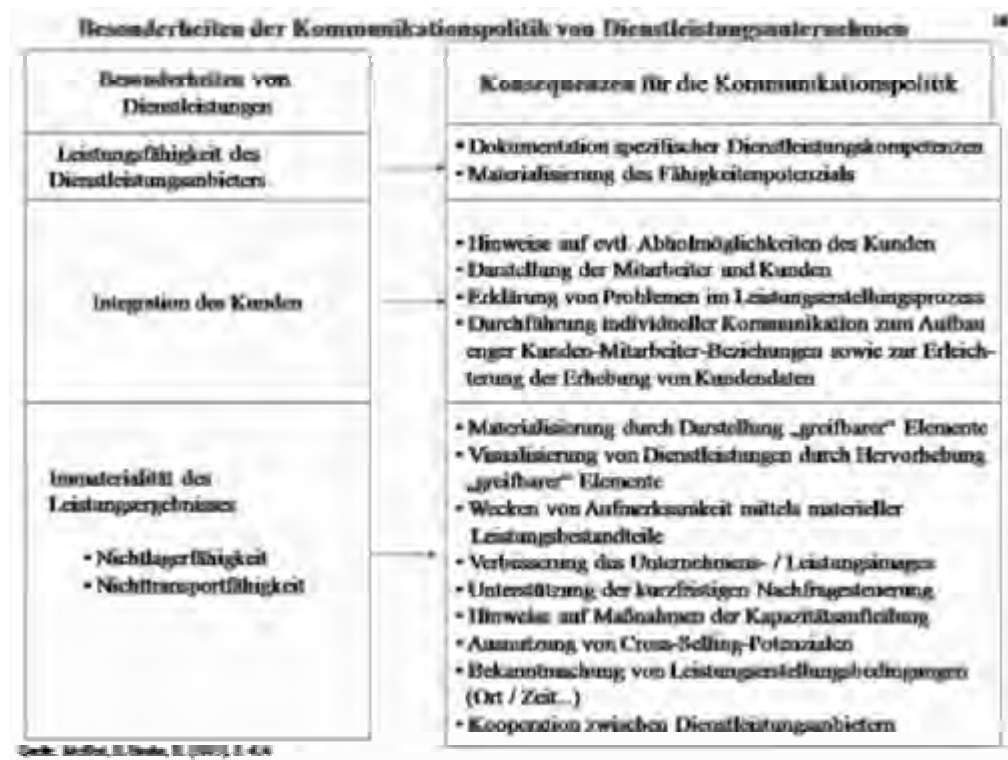 Besonderheiten der Kommunikationspolitik von Dienstleistungsunternehmen
Besonderheiten von
Dienstleistungen
Konsequenzen für die Kommunikationspolitik
Leistungsfähigkeit des
Dienstleistungsanbieters
• Dokumentation spezifischer Dienstleistungskompetenzen
• Materialisierung des Fähigkeitenpotenzials
Integration des Kunden
• Hinweise auf evtl. Abholmöglichkeiten des Kunden
• Darstellung der Mitarbeiter und Kunden
• Erklärung von Problemen im Leistungserstellungsprozess
• Durchführung individueller Kommunikation zum Aufbau
enger Kunden-Mitarbeiter-Beziehungen sowie zur Erleich-
terung der Erhebung von Kundendaten
Immaterialität des
Leistungsergebnisses
• Nichtlagerfähigkeit
• Nichttransportfähigkeit
• Materialisierung durch Darstellung „greifbarer“ Elemente
• Visualisierung von Dienstleistungen durch Hervorhebung
„greifbarer“ Elemente
• Wecken von Aufmerksamkeit mittels materieller
Leistungsbestandteile
• Verbesserung des Unternehmens- / Leistungsimages
• Unterstützung der kurzfristigen Nachfragesteuerung
• Hinweise auf Maßnahmen der
• Ausnutzung von Cross-Selling-Potenzialen
• Bekanntmachung von Leistungserstellungsbedingungen
(Ort / Zeit...)
• Kooperation zwischen Dienstleistungsanbietern
Quelle: